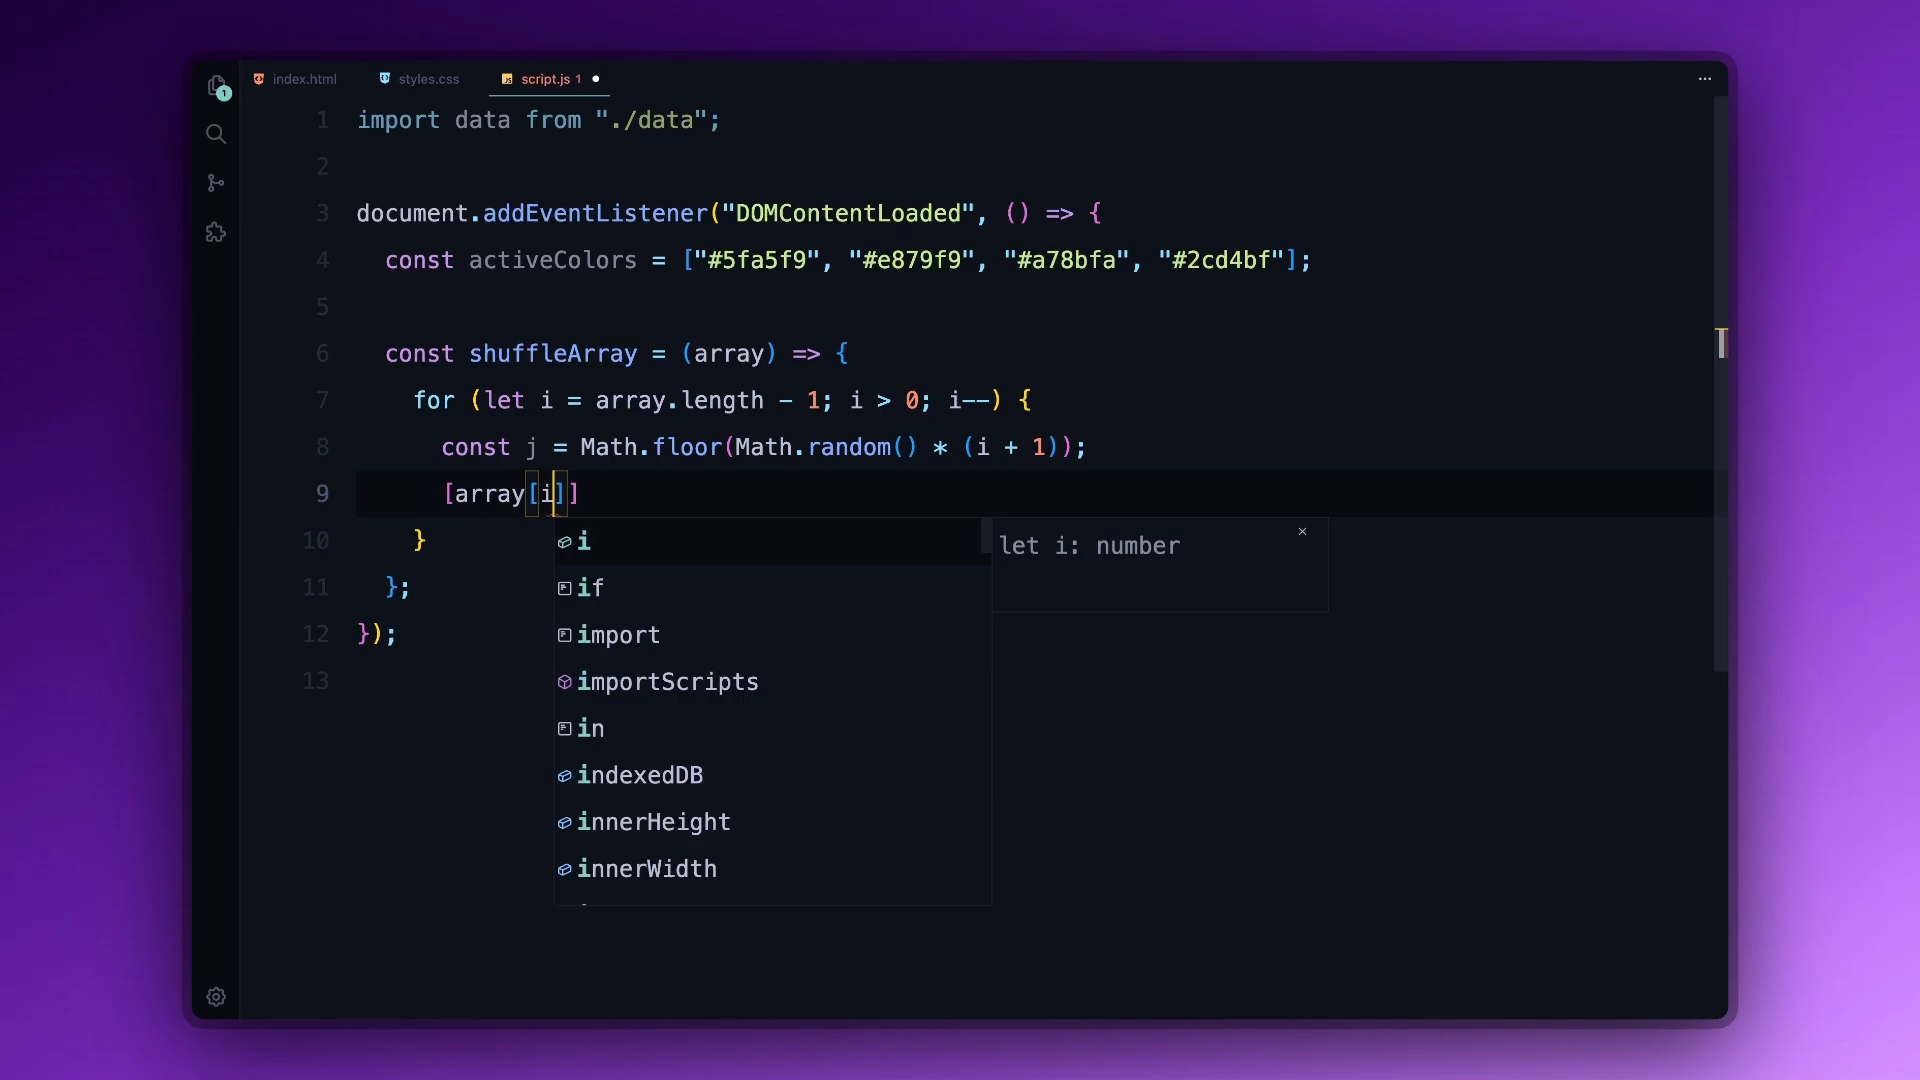 index.html styles.css script.js 1
1 import data from "./data";
2
3 document.addEventListener("DOMContentLoaded", () => {
4 const activeColors = ["#5fa5f9", "#e879f9", "#a78bfa", "#2cd4bf"];
5
6 const shuffleArray = (array) => {
7 for (let i = array.length - 1; i > 0; i--) {
8 const j = Math.floor(Math.random() * (i + 1));
9 [array[i]]
10 }
11 };
12 });
13
i
if
import
importScripts
in
indexedDB
innerHeight
innerWidth
let i: number
1